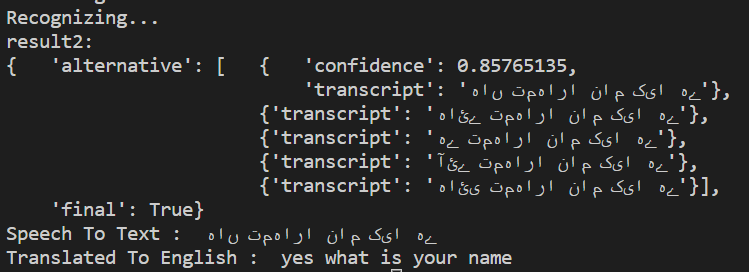 Recognizing...
result2:
{ 'alternative': [ { 'confidence': 0.85765135,
'transcript': 'ہاں تمہارا نام کیا ہے'},
{'transcript': 'ہائے تمہارا نام کیا ہے'},
{'transcript': 'ہے تمہارا نام کیا ہے'},
{'transcript': 'آئے تمہارا نام کیا ہے'},
{'transcript': 'ہائی تمہارا نام کیا ہے'}],
'final': True}
Speech To Text : ہاں تمہارا نام کیا ہے
Translated To English : yes what is your name